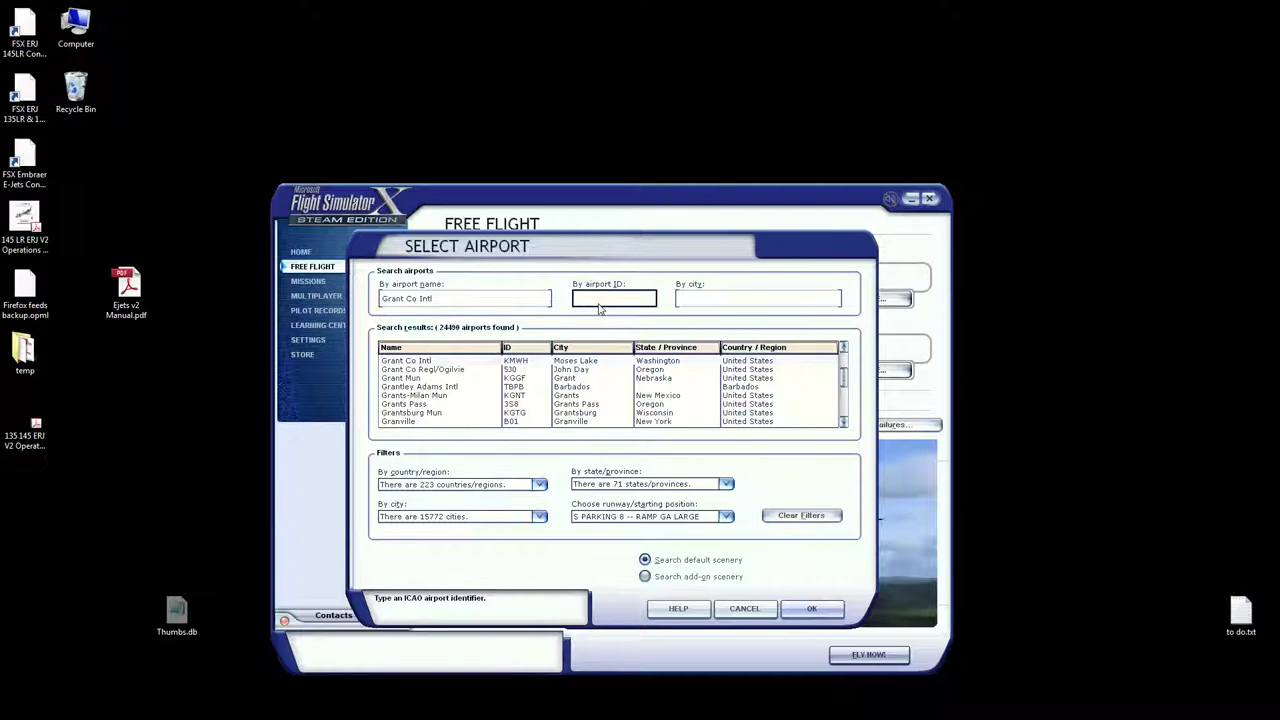 Computer
FSX ERJ
145LR Con...
Recycle Bin
FSX ERJ
135LR & 1...
FSX Embraer
E-Jets Con...
145 LR ERJ V2
Operations ...
Firefox feeds
backup.opml
Ejets v2
Manual.pdf
temp
135 145 ERJ
V2 Operat...
Thumbs.db
to do.txt
Microsoft
Flight Simulator X
STEAM EDITION
FREE FLIGHT
HOME
FREE FLIGHT
MISSIONS
MULTIPLAYER
PILOT RECORD
LEARNING CENT
SETTINGS
STORE
SELECT AIRPORT
Search airports
By airport name: By airport ID: By city:
Grant Co Intl
Search results: ( 24490 airports found )
Name ID City State / Province Country / Region
Grant Co Intl KMWH Moses Lake Washington United States
Grant Co Regl/Ogilvie 5J0 John Day Oregon United States
Grant Mun KGGF Grant Nebraska United States
Grantley Adams Intl TBPB Barbados Barbados
Grants-Milan Mun KGNT Grants New Mexico United States
Grants Pass 3S8 Grants Pass Oregon United States
Grantsburg Mun KGTG Grantsburg Wisconsin United States
Granville B01 Granville New York United States
Filters
By country/region: By state/province:
There are 223 countries/regions. There are 71 states/provinces.
By city: Choose runway/starting position:
There are 15772 cities. S PARKING 8 -- RAMP GA LARGE Clear Filters
Search default scenery
Search add-on scenery
Type an ICAO airport identifier.
HELP CANCEL OK
ailures...
Contacts
FLY NOW!